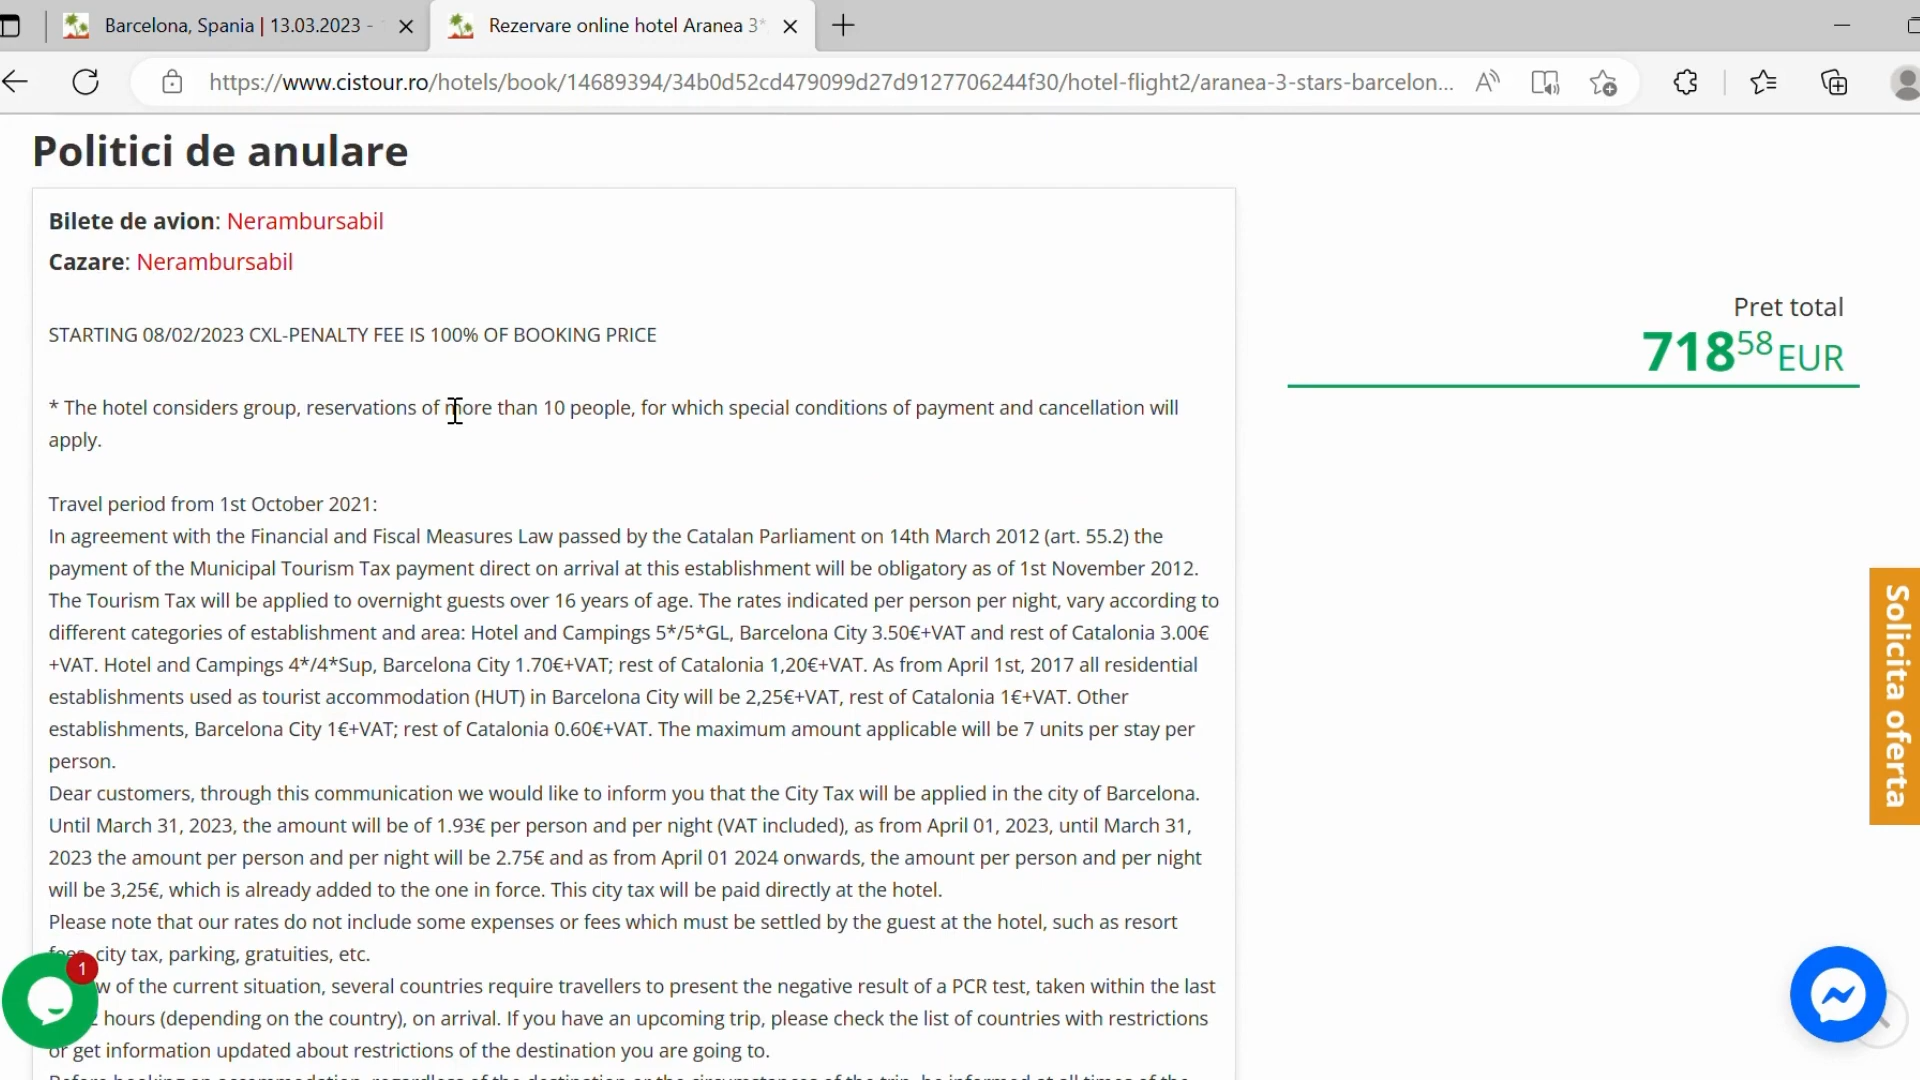 Barcelona, Spania | 13.03.2023 -
Rezervare online hotel Aranea 3*
https://www.cistour.ro/hotels/book/14689394/34b0d52cd479099d27d9127706244f30/hotel-flight2/aranea-3-stars-barcelon...
Politici de anulare
Bilete de avion: Nerambursabil
Cazare: Nerambursabil
STARTING 08/02/2023 CXL-PENALTY FEE IS 100% OF BOOKING PRICE
Pret total
718 58 EUR
* The hotel considers group, reservations of more than 10 people, for which special conditions of payment and cancellation will
apply.
Travel period from 1st October 2021:
In agreement with the Financial and Fiscal Measures Law passed by the Catalan Parliament on 14th March 2012 (art. 55.2) the
payment of the Municipal Tourism Tax payment direct on arrival at this establishment will be obligatory as of 1st November 2012.
The Tourism Tax will be applied to overnight guests over 16 years of age. The rates indicated per person per night, vary according to
different categories of establishment and area: Hotel and Campings 5*/5*GL, Barcelona City 3.50€+VAT and rest of Catalonia 3.00€
+VAT. Hotel and Campings 4*/4*Sup, Barcelona City 1.70€+VAT; rest of Catalonia 1,20€+VAT. As from April 1st, 2017 all residential
establishments used as tourist accommodation (HUT) in Barcelona City will be 2,25€+VAT, rest of Catalonia 1€+VAT. Other
establishments, Barcelona City 1€+VAT; rest of Catalonia 0.60€+VAT. The maximum amount applicable will be 7 units per stay per
person.
Dear customers, through this communication we would like to inform you that the City Tax will be applied in the city of Barcelona.
Until March 31, 2023, the amount will be of 1.93€ per person and per night (VAT included), as from April 01, 2023, until March 31,
2023 the amount per person and per night will be 2.75€ and as from April 01 2024 onwards, the amount per person and per night
will be 3,25€, which is already added to the one in force. This city tax will be paid directly at the hotel.
Please note that our rates do not include some expenses or fees which must be settled by the guest at the hotel, such as resort
fees, city tax, parking, gratuities, etc.
of the current situation, several countries require travellers to present the negative result of a PCR test, taken within the last
hours (depending on the country), on arrival. If you have an upcoming trip, please check the list of countries with restrictions
or get information updated about restrictions of the destination you are going to.
Solicita oferta
1